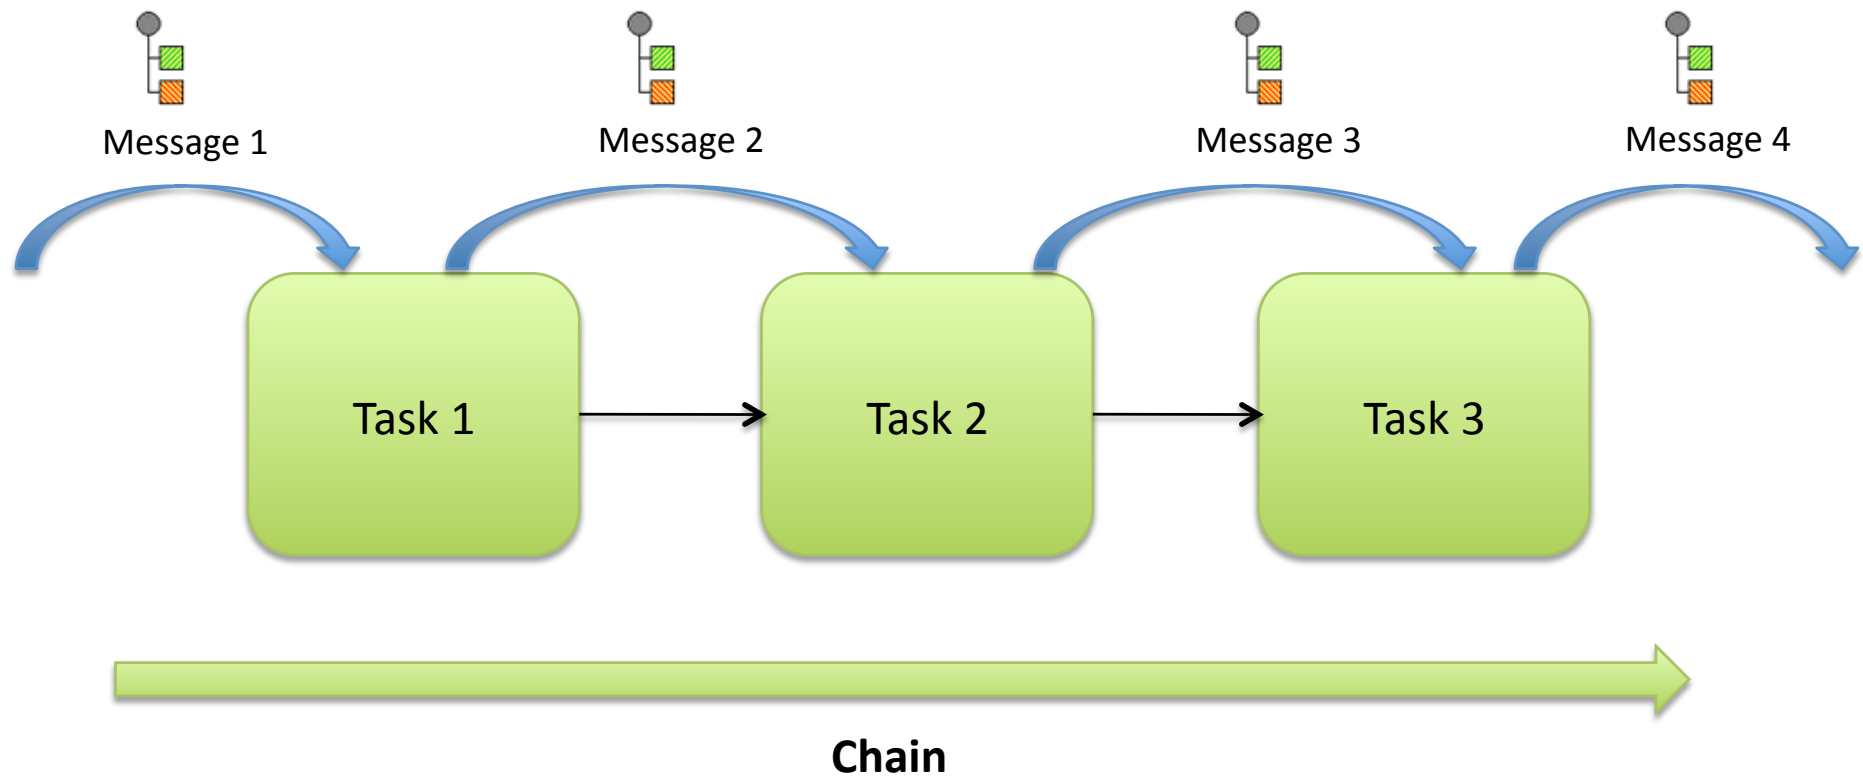 Message 1
Message 2
Message 3
Message 4
Task 1
Task 2
Task 3
Chain